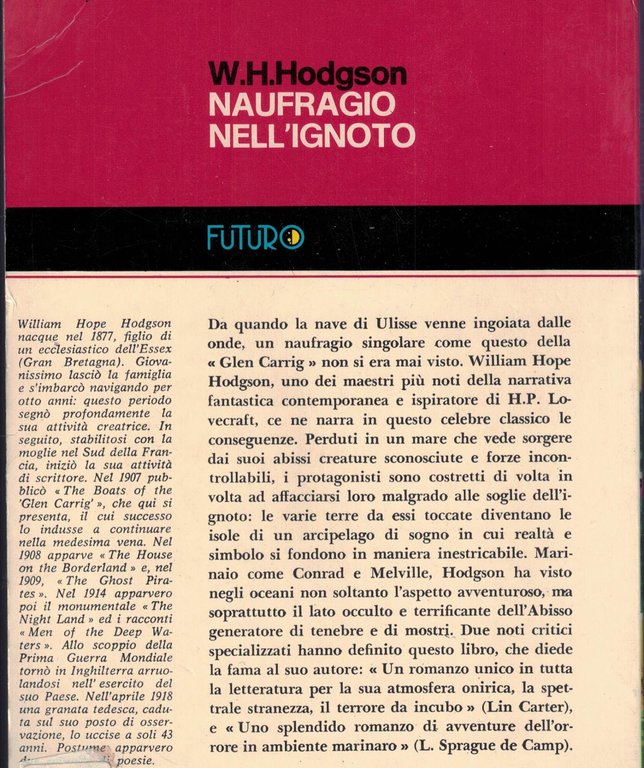 W.H.Hodgson
NAUFRAGIO
NELL'IGNOTO
FUTURO
William Hope Hodgson
nacque nel 1877, figlio di
un ecclesiastico dell'Essex
(Gran Bretagna). Giova-
nissimo lasciò la famiglia
e s'imbarcò navigando per
otto anni: questo periodo
segnò profondamente la
sua attività creatrice. In
seguito, stabilitosi con la
moglie nel Sud della Fran-
cia, iniziò la sua attività
di scrittore. Nel 1907 pub-
blicò « The Boats of the
'Glen Carrig' », che qui si
presenta, il cui successo
lo indusse a continuare
nella medesima vena. Nel
1908 apparve « The House
on the Borderland » e, nel
1909, « The Ghost Pira-
tes ». Nel 1914 apparvero
poi il monumentale « The
Night Land » ed i racconti
« Men of the Deep Wa-
ters ». Allo scoppio della
Prima Guerra Mondiale
tornò in Inghilterra arruo-
landosi nell'esercito del
suo Paese. Nell'aprile 1918
una granata tedesca, cadu-
ta sul suo posto di osser-
vazione, lo uccise a soli 43
anni. Postume apparvero
poesie.
Da quando la nave di Ulisse venne ingoiata dalle
onde, un naufragio singolare come questo della
« Glen Carrig » non si era mai visto. William Hope
Hodgson, uno dei maestri più noti della narrativa
fantastica contemporanea e ispiratore di H.P. Lo-
vecraft, ce ne narra in questo celebre classico le
conseguenze. Perduti in un mare che vede sorgere
dai suoi abissi creature sconosciute e forze incon-
trollabili, i protagonisti sono costretti di volta in
volta ad affacciarsi loro malgrado alle soglie dell'i-
gnoto: le varie terre da essi toccate diventano le
isole di un arcipelago di sogno in cui realtà e
simbolo si fondono in maniera inestricabile. Mari-
naio come Conrad e Melville, Hodgson ha visto
negli oceani non soltanto l'aspetto avventuroso, ma
soprattutto il lato occulto e terrificante dell'Abisso
generatore di tenebre e di mostri. Due noti critici
specializzati hanno definito questo libro, che diede
la fama al suo autore: « Un romanzo unico in tutta
la letteratura per la sua atmosfera onirica, la spet-
trale stranezza, il terrore da incubo » (Lin Carter),
e « Uno splendido romanzo di avventure dell'or-
rore in ambiente marinaro » (L. Sprague de Camp).